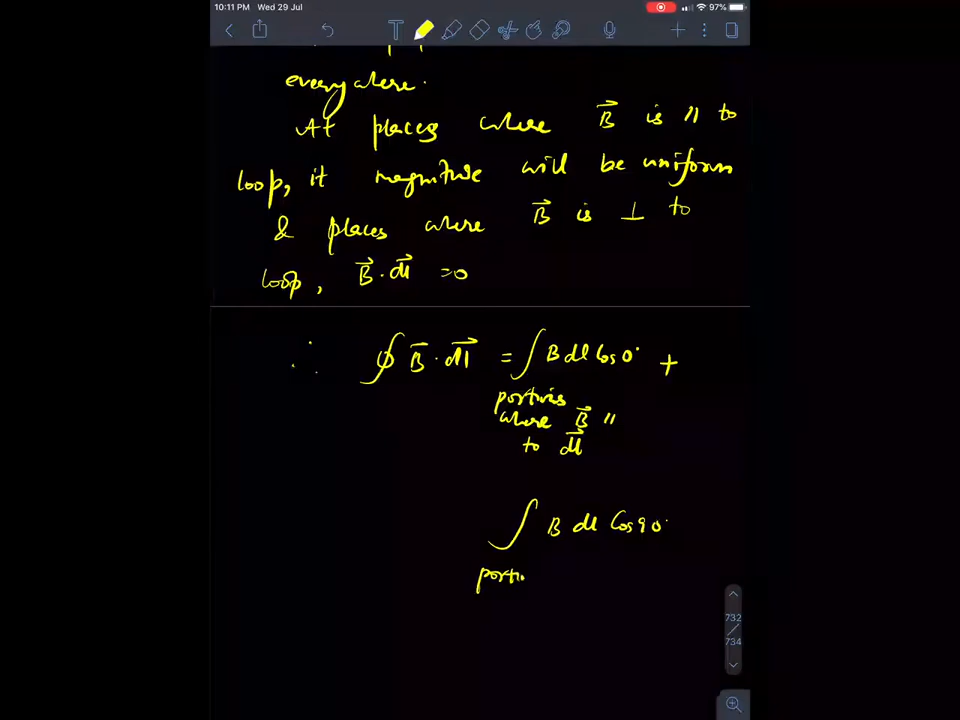 10:11 PM Wed 29 Jul
97%
everywhere.
At places where B⃗ is || to
loop, it magnitude will be uniform
& places where B⃗ is ⊥ to
loop, B⃗ . dl⃗ = 0
∴ ∮ B⃗ . dl⃗ = ∫ B dl Cos 0° +
portions
where B⃗ ||
to dl⃗
∫ B dl Cos 90°
portio
732
/
734